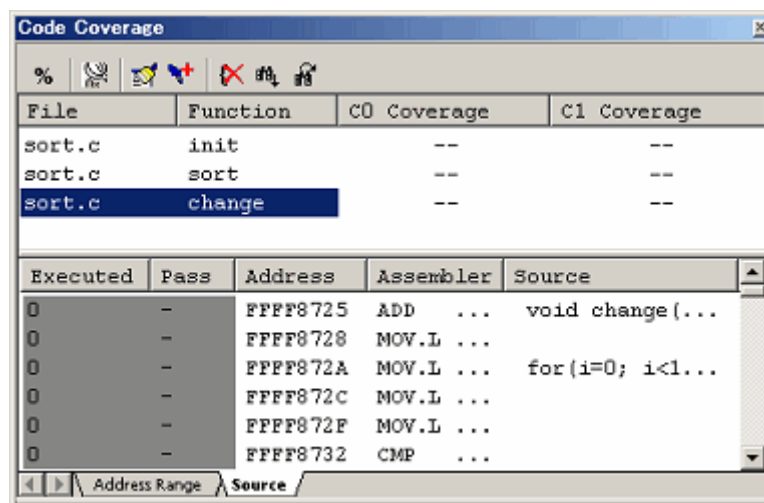 Code Coverage
%
File Function C0 Coverage C1 Coverage
sort.c init -- --
sort.c sort -- --
sort.c change -- --
Executed Pass Address Assembler Source
0 - FFFF8725 ADD ... void change(...
0 - FFFF8728 MOV.L ...
0 - FFFF872A MOV.L ... for(i=0; i<1...
0 - FFFF872C MOV.L ...
0 - FFFF872F MOV.L ...
0 - FFFF8732 CMP ...
Address Range Source